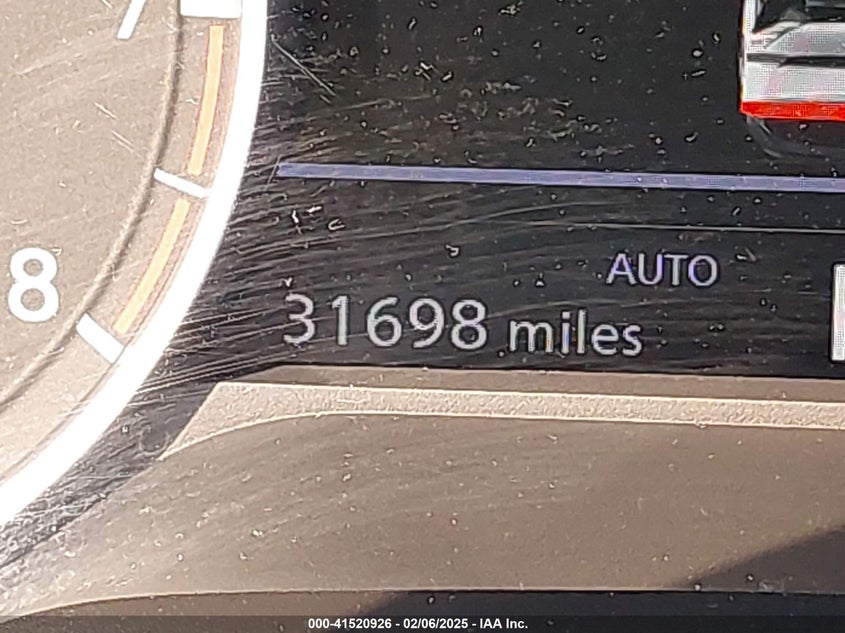 8
AUTO
31698 miles
000-41520926 - 02/06/2025 - IAA Inc.